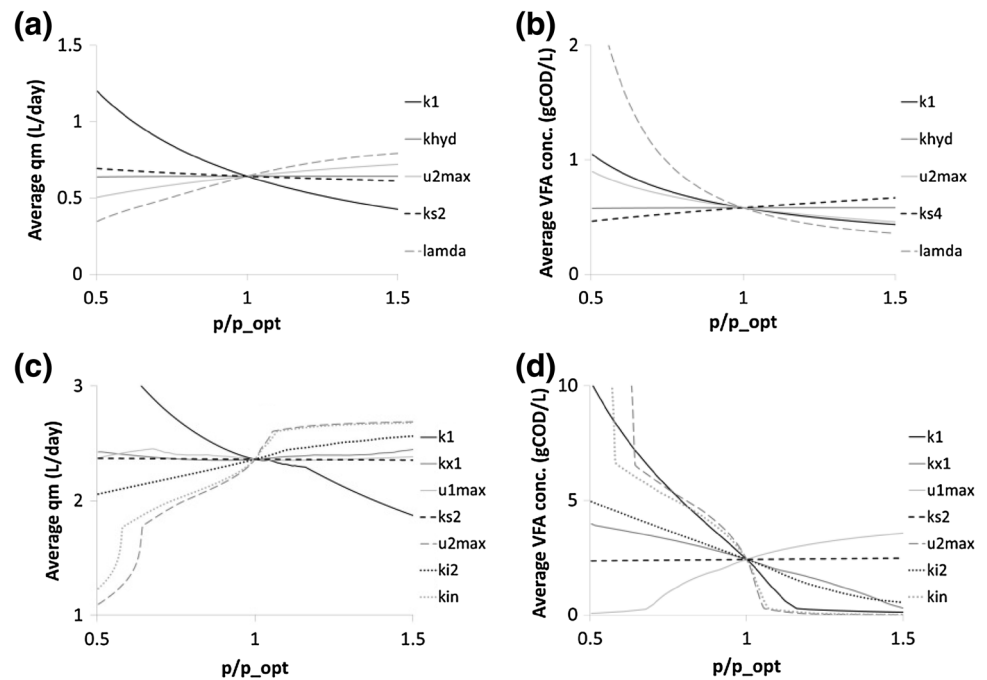 (a)
1.5
1
0.5
0
Average qm (L/day)
0.5
1
1.5
p/p_opt
k1
khyd
u2max
ks2
lamda
(b)
2
1
0
Average VFA conc. (gCOD/L)
0.5
1
1.5
p/p_opt
k1
khyd
u2max
ks4
lamda
(c)
3
2
1
Average qm (L/day)
0.5
1
1.5
p/p_opt
k1
kx1
u1max
ks2
u2max
ki2
kin
(d)
10
5
0
Average VFA conc. (gCOD/L)
0.5
1
1.5
p/p_opt
k1
kx1
u1max
ks2
u2max
ki2
kin